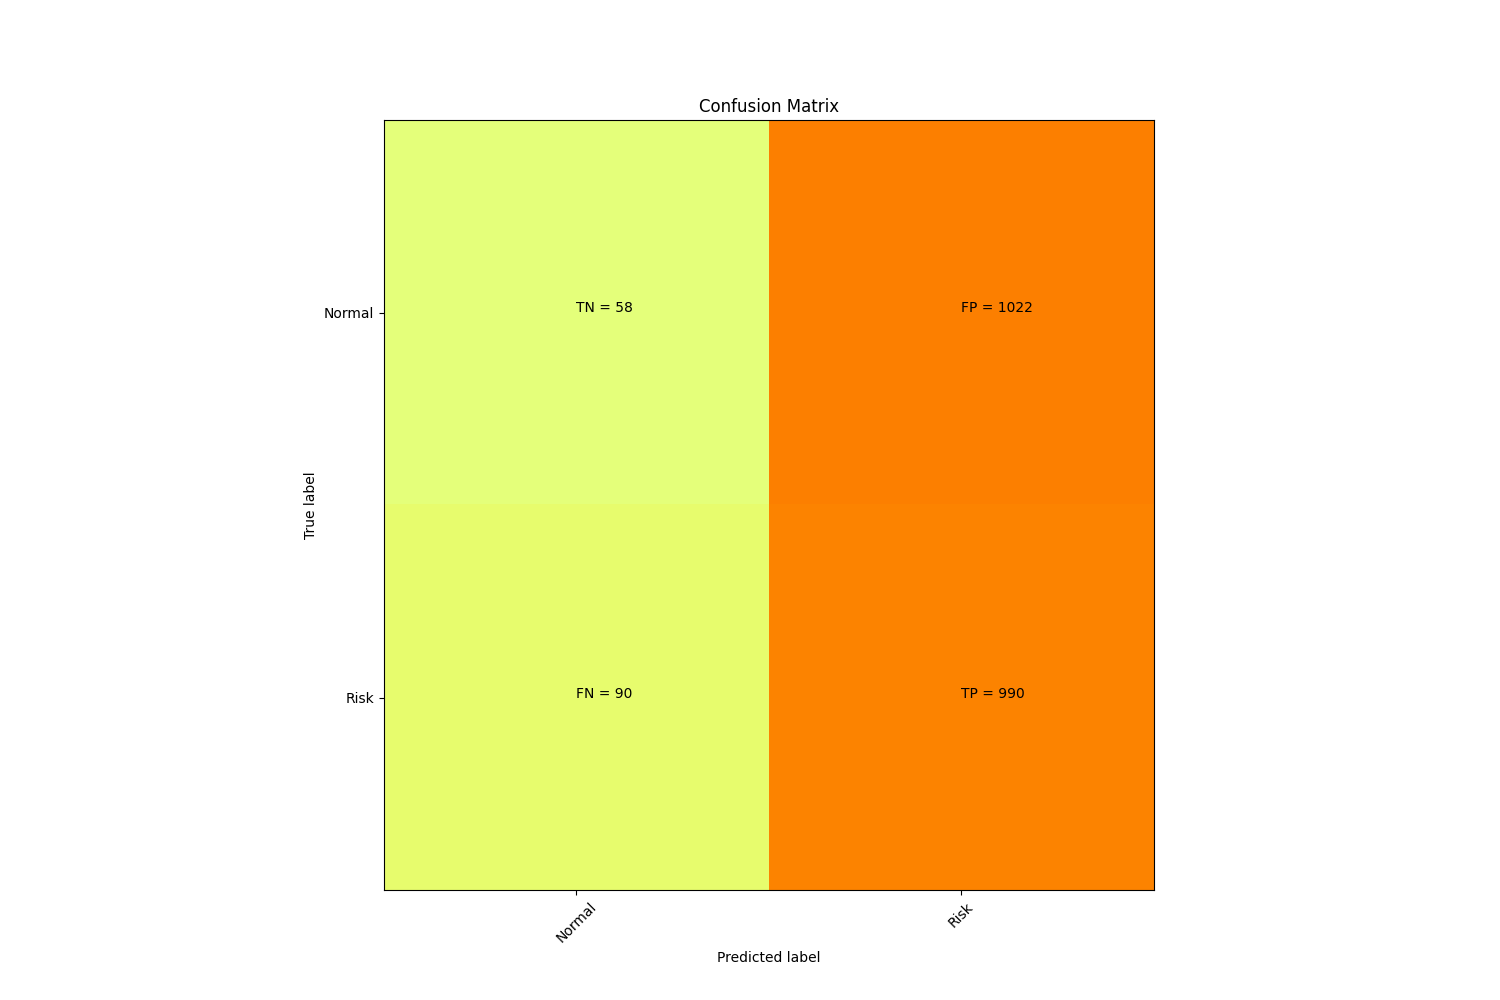 Confusion Matrix
Normal
TN = 58
FP = 1022
True label
Risk
FN = 90
TP = 990
Normal
Risk
Predicted label